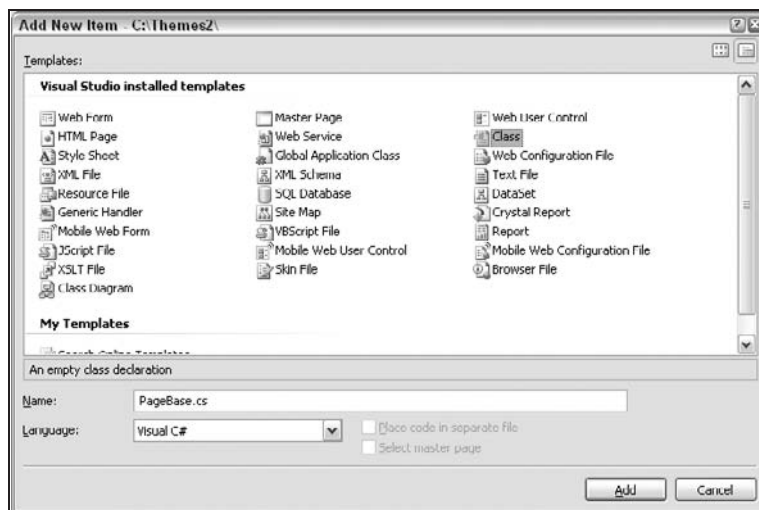 Add New Item - C:\Themes2\
Templates:
Visual Studio installed templates
Web Form
Master Page
Web User Control
HTML Page
Web Service
Class
Style Sheet
Global Application Class
Web Configuration File
XML File
XML Schema
Text File
Resource File
SQL Database
DataSet
Generic Handler
Site Map
Crystal Report
Mobile Web Form
VBScript File
Report
JScript File
Mobile Web User Control
Mobile Web Configuration File
XSLT File
Skin File
Browser File
Class Diagram
My Templates
Search Online Templates
An empty class declaration
Name:
PageBase.cs
Language:
Visual C#
Place code in separate file
Select master page
Add
Cancel